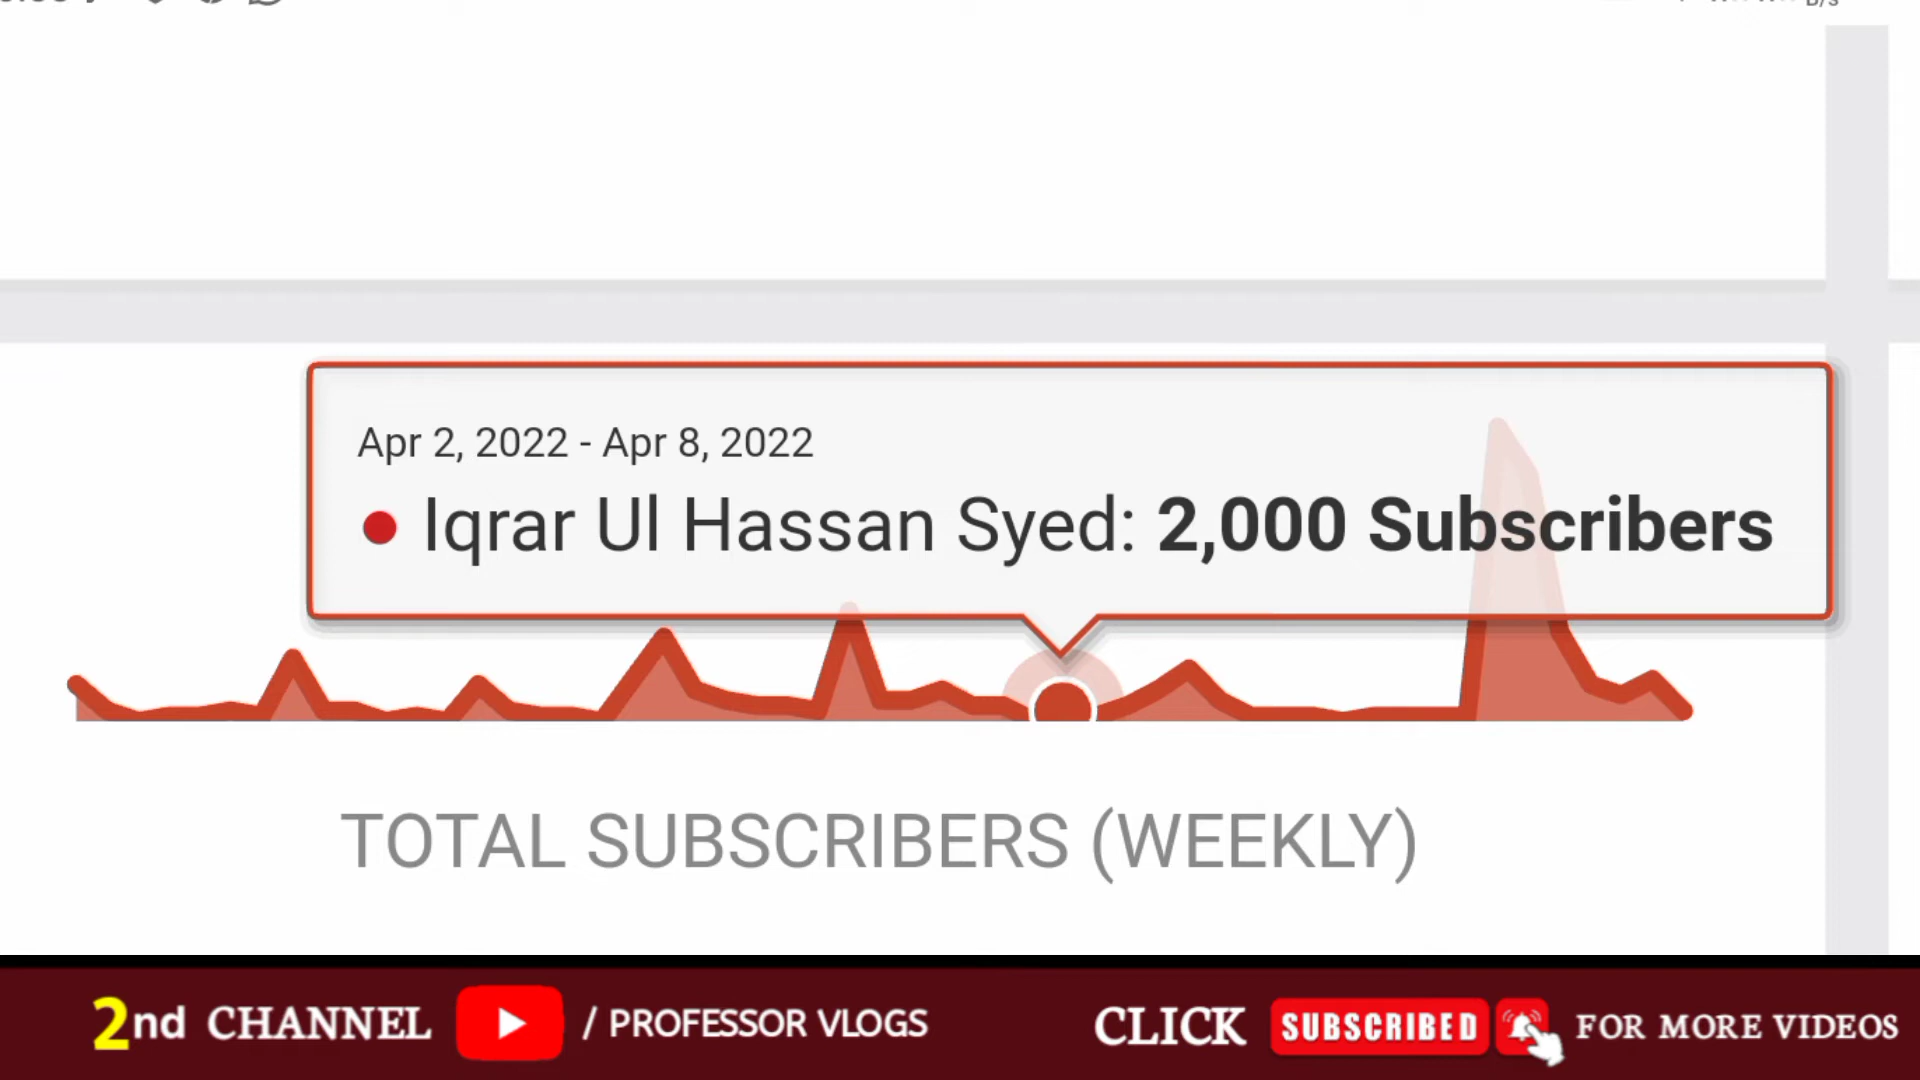 B/s
Apr 2, 2022 - Apr 8, 2022
Iqrar Ul Hassan Syed: 2,000 Subscribers
TOTAL SUBSCRIBERS (WEEKLY)
2nd CHANNEL / PROFESSOR VLOGS CLICK SUBSCRIBED FOR MORE VIDEOS